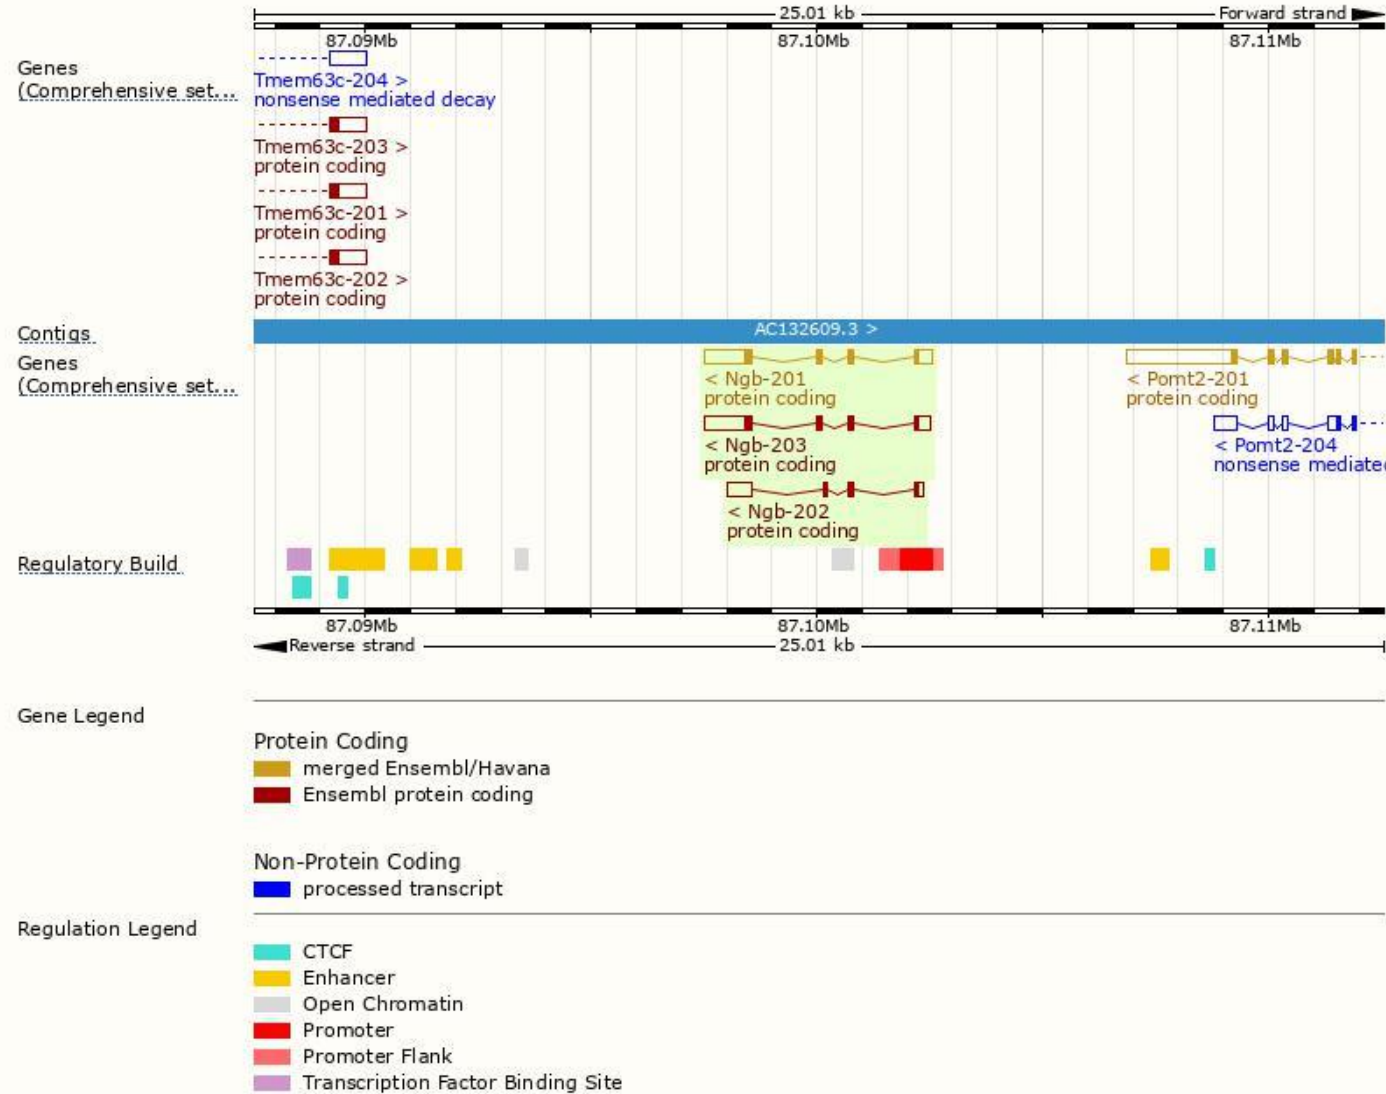 25.01 kb
Forward strand
87.09Mb 87.10Mb 87.11Mb
Genes
(Comprehensive set...
Tmem63c-204 >
nonsense mediated decay
Tmem63c-203 >
protein coding
Tmem63c-201 >
protein coding
Tmem63c-202 >
protein coding
Contigs
AC132609.3 >
Genes
(Comprehensive set...
< Ngb-201
protein coding
< Pomt2-201
protein coding
< Ngb-203
protein coding
< Pomt2-204
nonsense mediate
< Ngb-202
protein coding
Regulatory Build
87.09Mb 87.10Mb 87.11Mb
Reverse strand
25.01 kb
Gene Legend
Protein Coding
merged Ensembl/Havana
Ensembl protein coding
Non-Protein Coding
processed transcript
Regulation Legend
CTCF
Enhancer
Open Chromatin
Promoter
Promoter Flank
Transcription Factor Binding Site